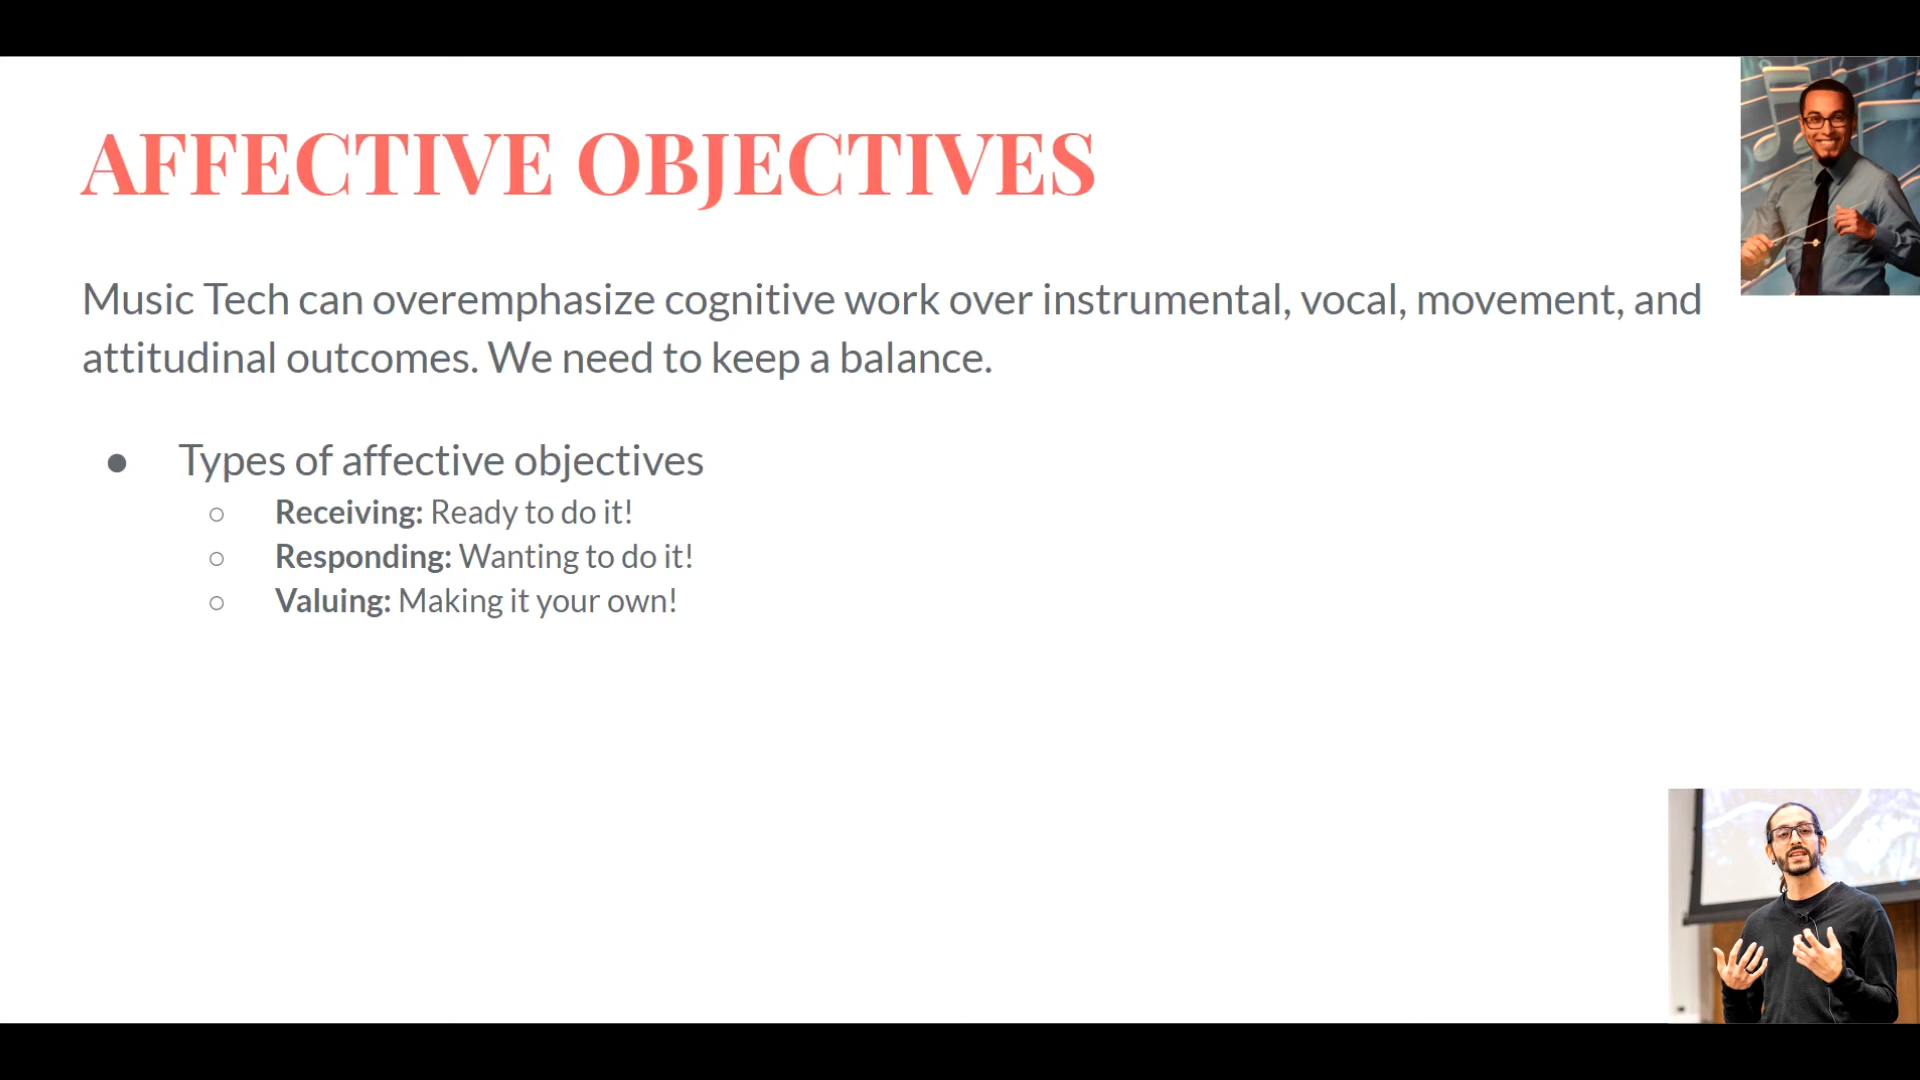 AFFECTIVE OBJECTIVES
Music Tech can overemphasize cognitive work over instrumental, vocal, movement, and
attitudinal outcomes. We need to keep a balance.
● Types of affective objectives
○ Receiving: Ready to do it!
○ Responding: Wanting to do it!
○ Valuing: Making it your own!